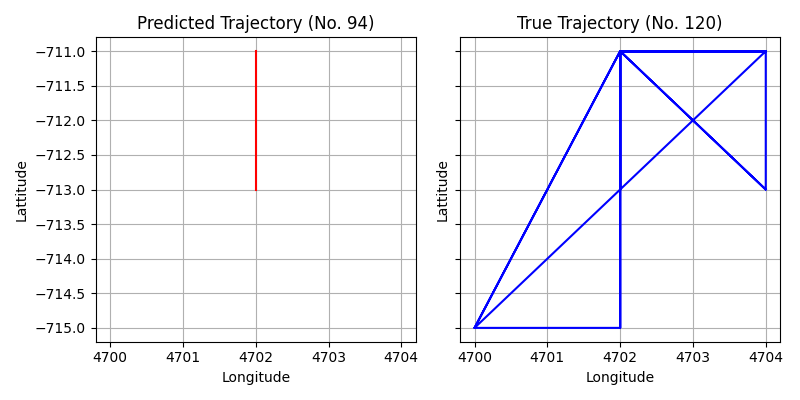 Predicted Trajectory (No. 94)
Lattitude
−711.0
−711.5
−712.0
−712.5
−713.0
−713.5
−714.0
−714.5
−715.0
4700 4701 4702 4703 4704
Longitude
True Trajectory (No. 120)
Lattitude
4700 4701 4702 4703 4704
Longitude